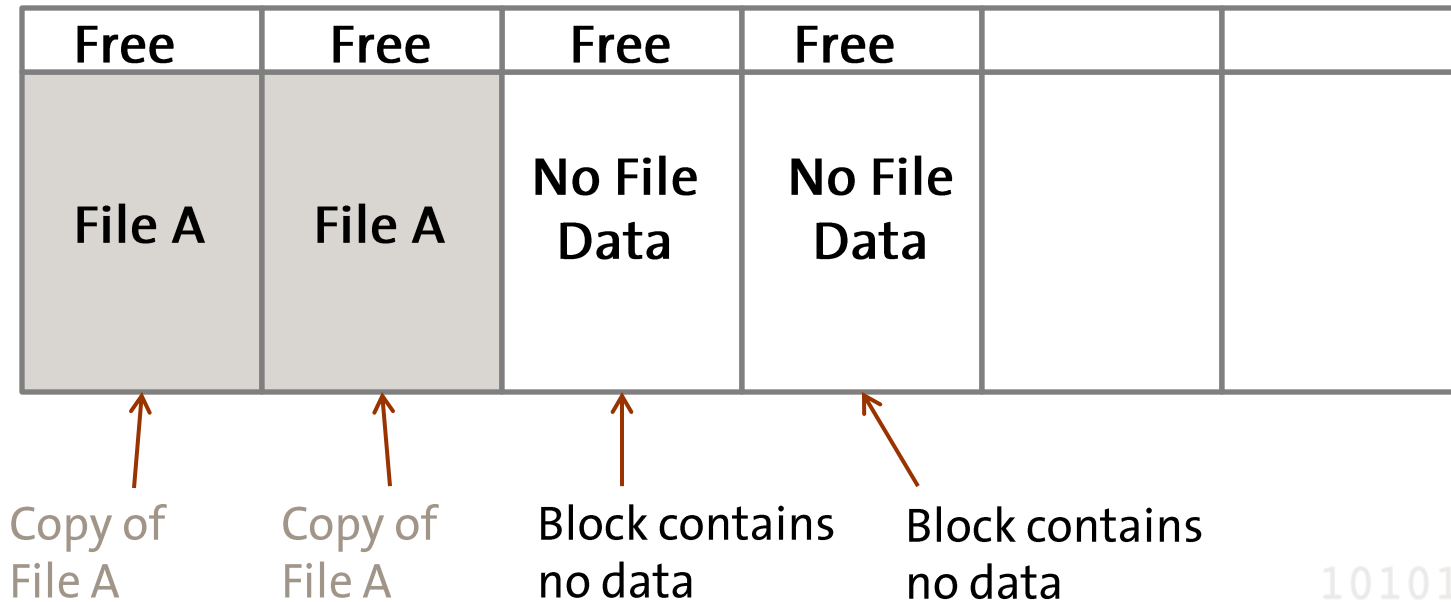 Free Free Free Free
File A File A No File Data No File Data
Copy of File A
Copy of File A
Block contains no data
Block contains no data
10101